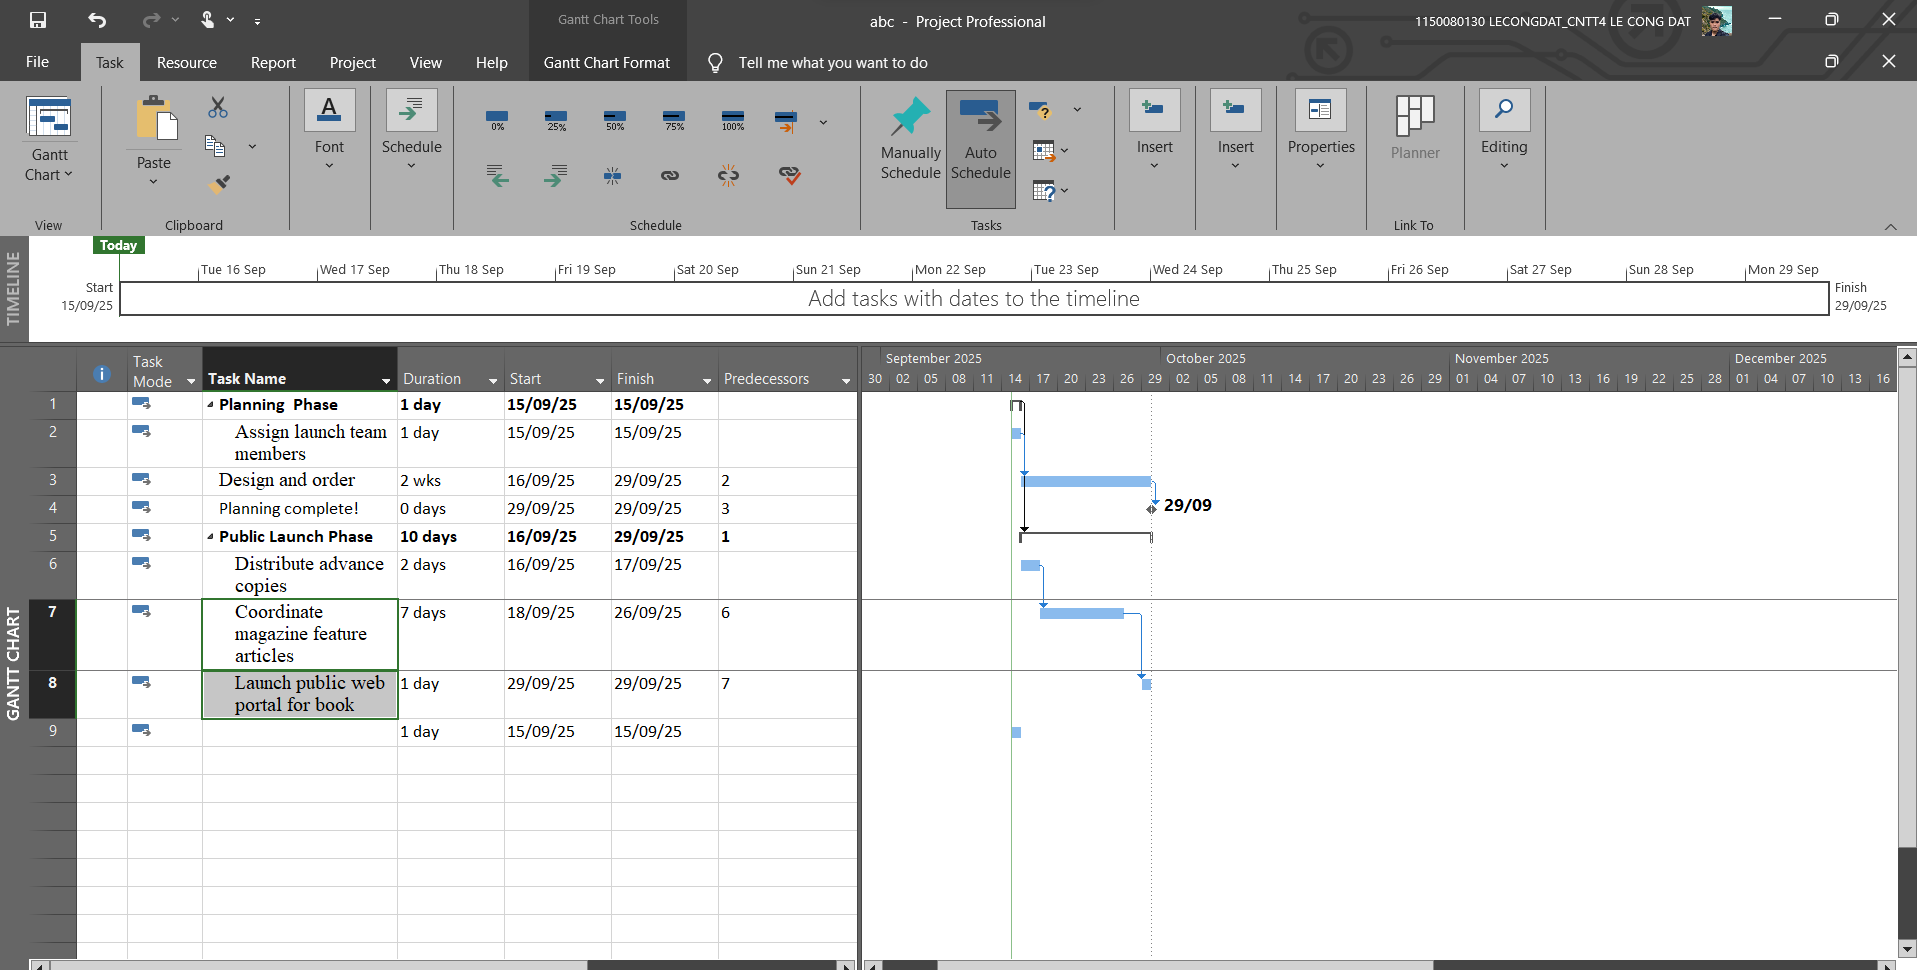 Gantt Chart Tools
abc - Project Professional
1150080130 LECONGDAT_CNTT4 LE CONG DAT
File Task Resource Report Project View Help Gantt Chart Format Tell me what you want to do
Gantt
Chart
View
Paste
Clipboard
Font
Schedule
0% 25% 50% 75% 100%
Schedule
Manually
Schedule
Auto
Schedule
Tasks
Insert
Insert
Properties
Planner
Link To
Editing
TIMELINE
Today
Tue 16 Sep Wed 17 Sep Thu 18 Sep Fri 19 Sep Sat 20 Sep Sun 21 Sep Mon 22 Sep Tue 23 Sep Wed 24 Sep Thu 25 Sep Fri 26 Sep Sat 27 Sep Sun 28 Sep Mon 29 Sep
Start
15/09/25
Add tasks with dates to the timeline
Finish
29/09/25
GANTT CHART
Task
Mode Task Name Duration Start Finish Predecessors
September 2025 October 2025 November 2025 December 2025
30 02 05 08 11 14 17 20 23 26 29 02 05 08 11 14 17 20 23 26 29 01 04 07 10 13 16 19 22 25 28 01 04 07 10 13 16
1 Planning Phase 1 day 15/09/25 15/09/25
2 Assign launch team 1 day 15/09/25 15/09/25
members
3 Design and order 2 wks 16/09/25 29/09/25 2
4 Planning complete! 0 days 29/09/25 29/09/25 3
29/09
5 Public Launch Phase 10 days 16/09/25 29/09/25 1
6 Distribute advance 2 days 16/09/25 17/09/25
copies
7 Coordinate 7 days 18/09/25 26/09/25 6
magazine feature
articles
8 Launch public web 1 day 29/09/25 29/09/25 7
portal for book
9 1 day 15/09/25 15/09/25